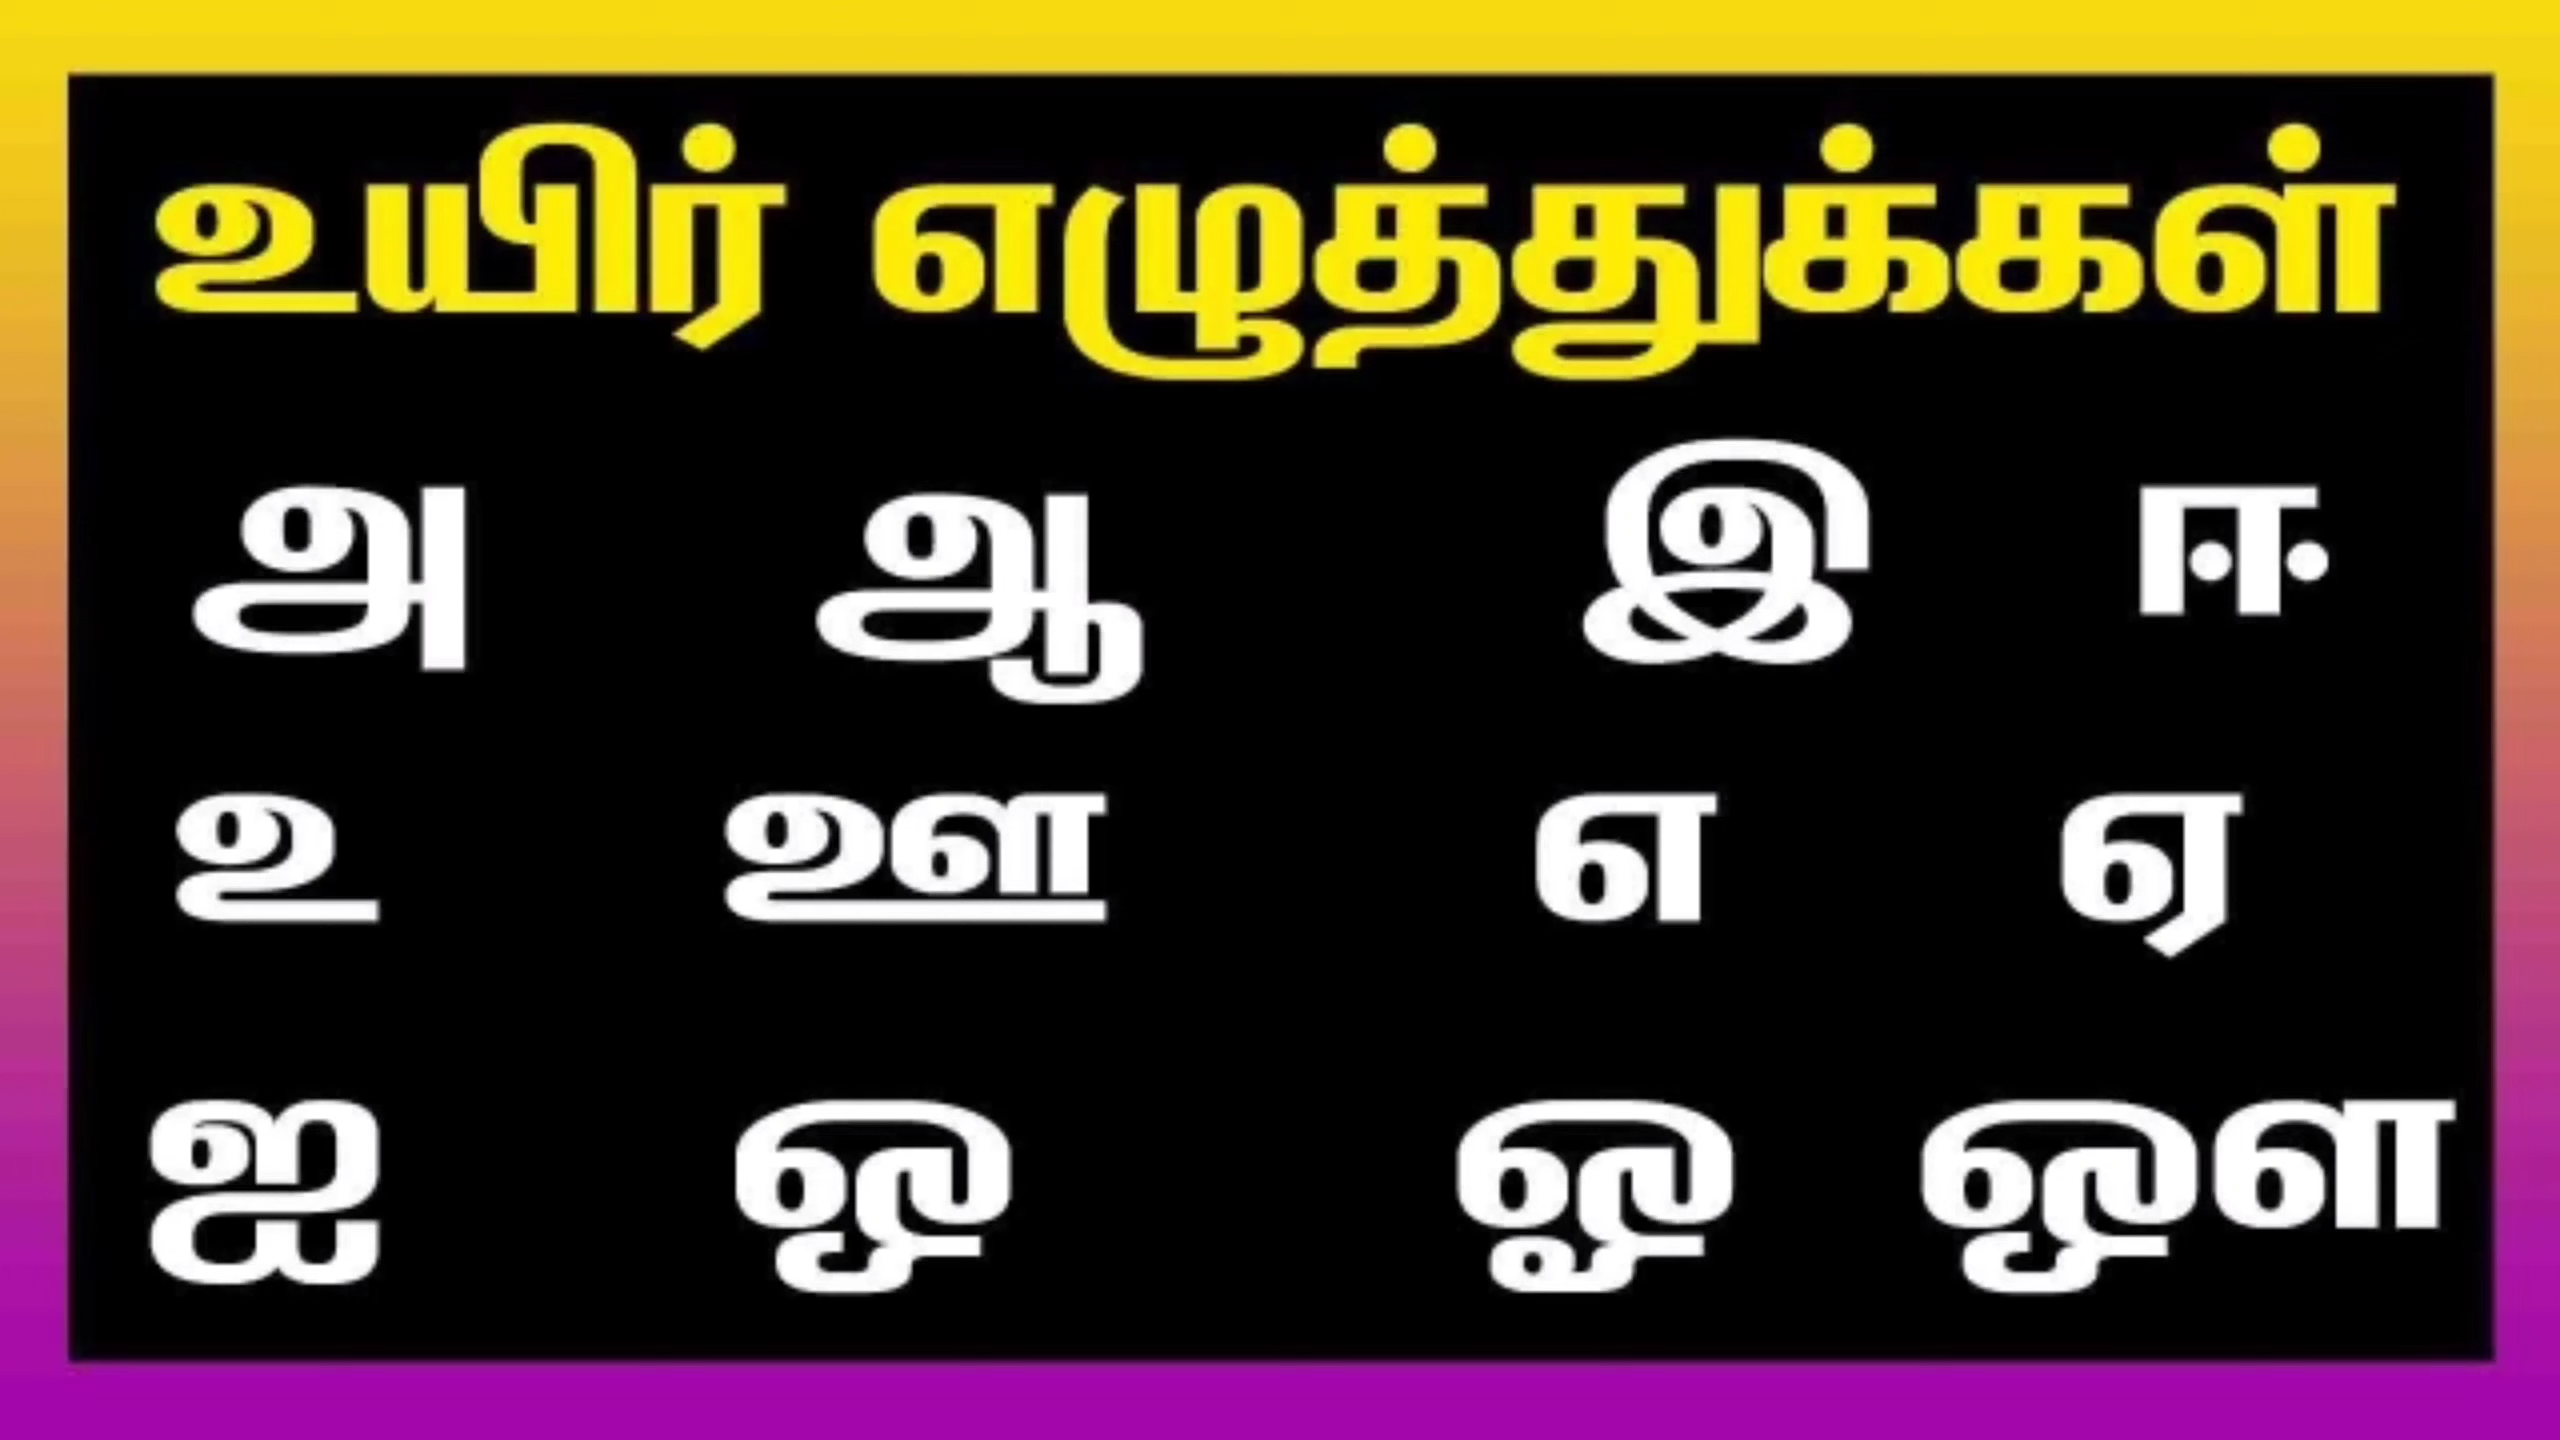 உயிர் எழுத்துக்கள்
அ ஆ இ ஈ
உ ஊ எ ஏ
ஐ ஒ ஓ ஔ